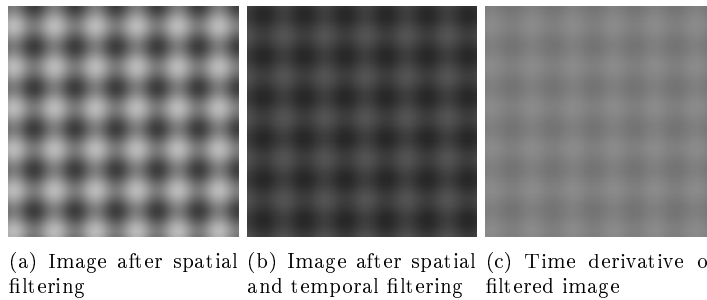 (a) Image after spatial filtering
(b) Image after spatial and temporal filtering
(c) Time derivative o filtered image